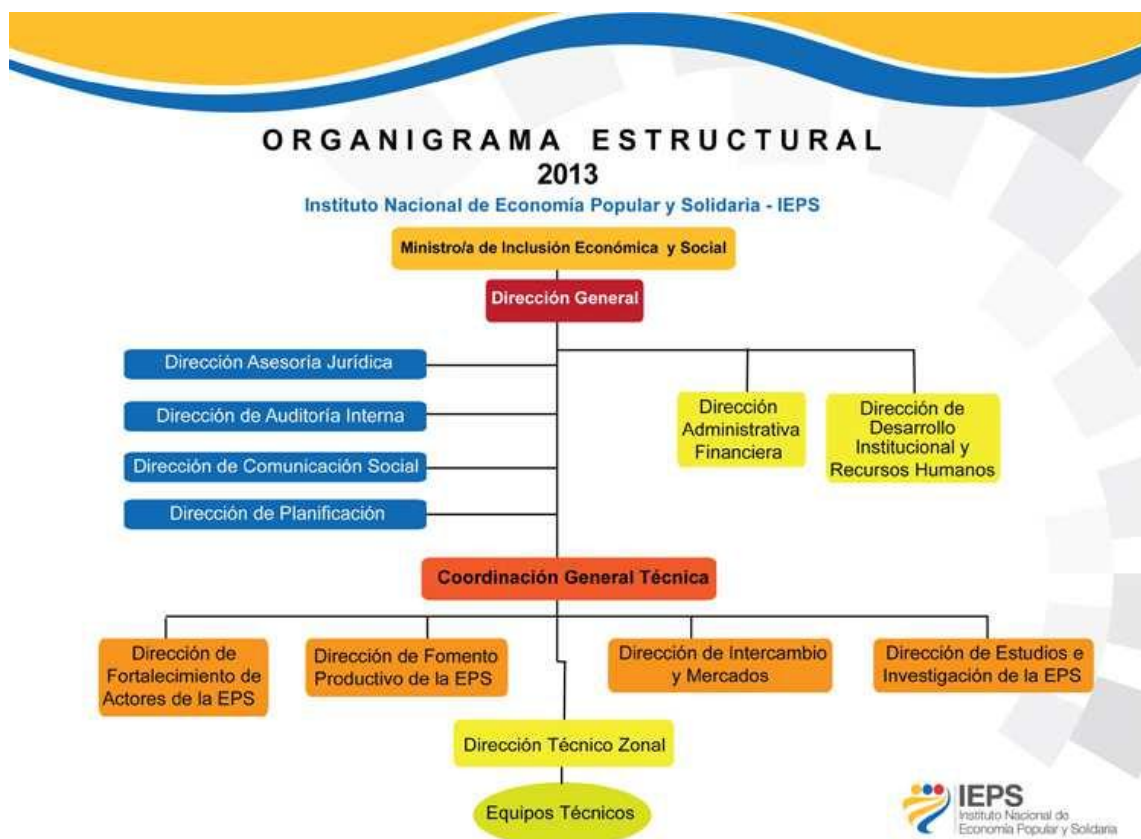 ORGANIGRAMA ESTRUCTURAL
2013
Instituto Nacional de Economía Popular y Solidaria - IEPS
Ministro/a de Inclusión Económica y Social
Dirección General
Dirección Asesoría Jurídica
Dirección de Auditoría Interna
Dirección de Comunicación Social
Dirección de Planificación
Dirección
Administrativa
Financiera
Dirección de
Desarrollo
Institucional y
Recursos Humanos
Coordinación General Técnica
Dirección de
Fortalecimiento de
Actores de la EPS
Dirección de Fomento
Productivo de la EPS
Dirección de Intercambio
y Mercados
Dirección de Estudios e
Investigación de la EPS
Dirección Técnico Zonal
Equipos Técnicos
IEPS
Instituto Nacional de
Economía Popular y Solidaria